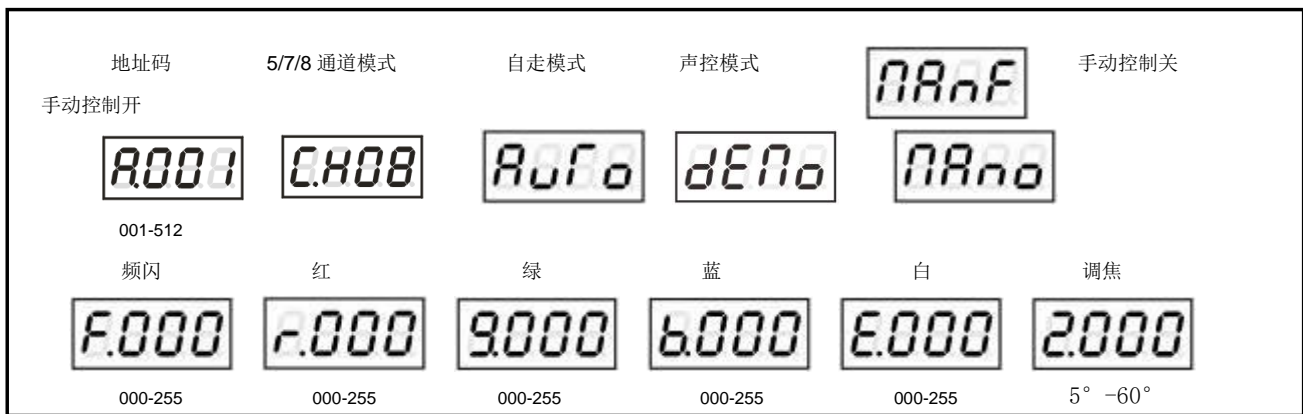 地址码 5/7/8 通道模式 自走模式 声控模式 MAnF 手动控制关
手动控制开
A.001 C.H08 AuTo dEMo MAno
001-512
频闪 红 绿 蓝 白 调焦
F.000 r.000 9.000 b.000 E.000 2.000
000-255 000-255 000-255 000-255 000-255 5° -60°